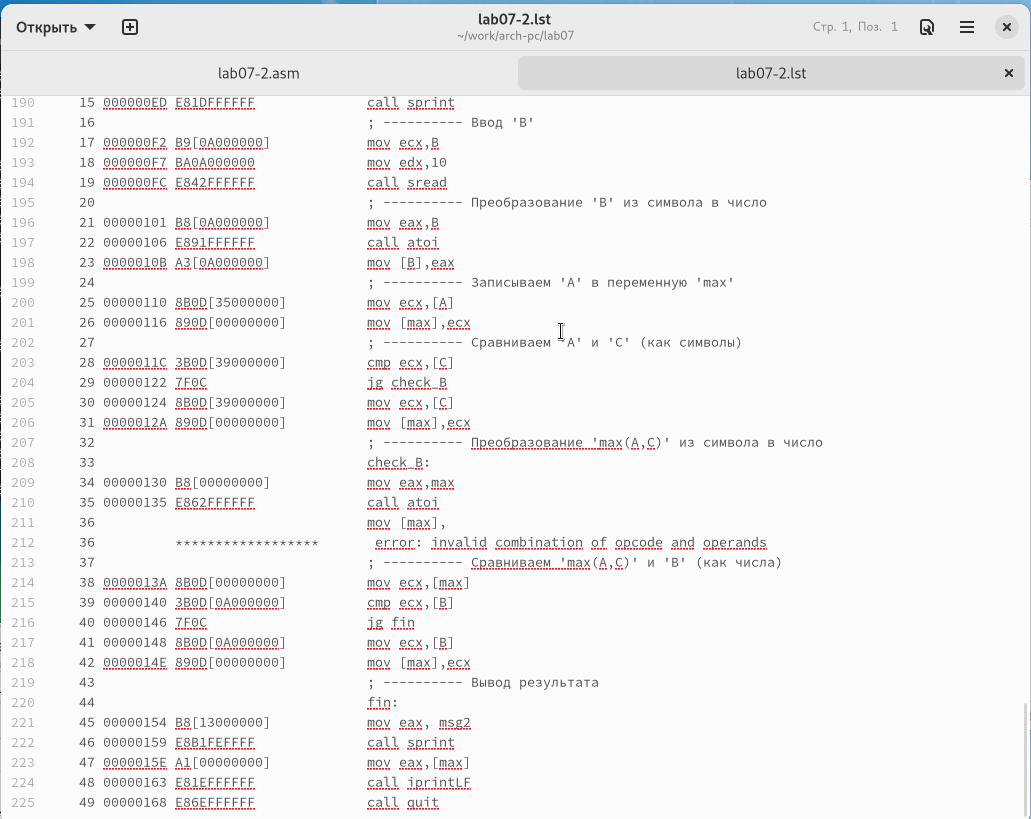 Открыть
lab07-2.lst
~/work/arch-pc/lab07
Стр. 1, Поз. 1
lab07-2.asm
lab07-2.lst
190 15 000000ED E81DFFFFFF call sprint
191 16 ; ---------- Ввод 'B'
192 17 000000F2 B9[0A000000] mov ecx,B
193 18 000000F7 BA0A000000 mov edx,10
194 19 000000FC E842FFFFFF call sread
195 20 ; ---------- Преобразование 'B' из символа в число
196 21 00000101 B8[0A000000] mov eax,B
197 22 00000106 E891FFFFFF call atoi
198 23 0000010B A3[0A000000] mov [B],eax
199 24 ; ---------- Записываем 'A' в переменную 'max'
200 25 00000110 8B0D[35000000] mov ecx,[A]
201 26 00000116 890D[00000000] mov [max],ecx
202 27 ; ---------- Сравниваем 'A' и 'C' (как символы)
203 28 0000011C 3B0D[39000000] cmp ecx,[C]
204 29 00000122 7F0C jg check_B
205 30 00000124 8B0D[39000000] mov ecx,[C]
206 31 0000012A 890D[00000000] mov [max],ecx
207 32 ; ---------- Преобразование 'max(A,C)' из символа в число
208 33 check_B:
209 34 00000130 B8[00000000] mov eax,max
210 35 00000135 E862FFFFFF call atoi
211 36 mov [max],
212 36 ****************** error: invalid combination of opcode and operands
213 37 ; ---------- Сравниваем 'max(A,C)' и 'B' (как числа)
214 38 0000013A 8B0D[00000000] mov ecx,[max]
215 39 00000140 3B0D[0A000000] cmp ecx,[B]
216 40 00000146 7F0C jg fin
217 41 00000148 8B0D[0A000000] mov ecx,[B]
218 42 0000014E 890D[00000000] mov [max],ecx
219 43 ; ---------- Вывод результата
220 44 fin:
221 45 00000154 B8[13000000] mov eax, msg2
222 46 00000159 E8B1FEFFFF call sprint
223 47 0000015E A1[00000000] mov eax,[max]
224 48 00000163 E81EFFFFFF call iprintLF
225 49 00000168 E86EFFFFFF call quit